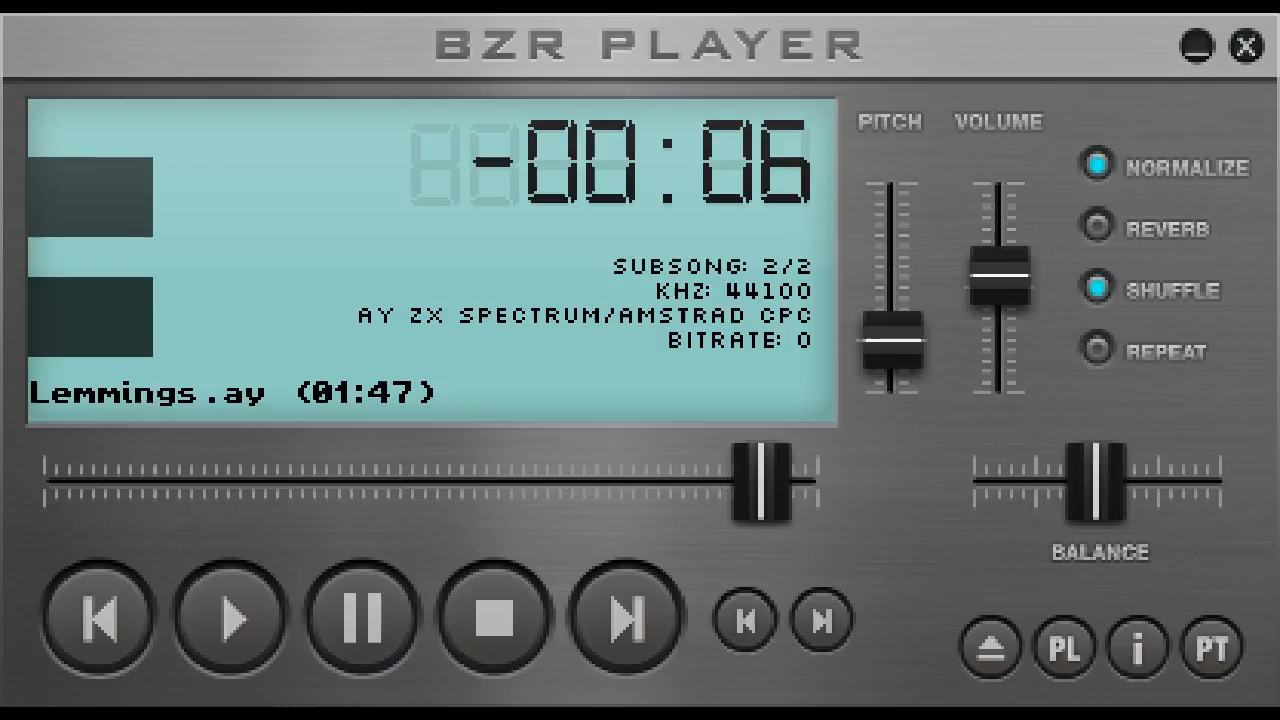 BZR PLAYER
-00:06
PITCH
VOLUME
NORMALIZE
REVERB
SHUFFLE
REPEAT
SUBSONG: 2/2
KHZ: 44100
AY ZX SPECTRUM/AMSTRAD CPC
BITRATE: 0
Lemmings.ay (01:47)
BALANCE
PL
i
PT